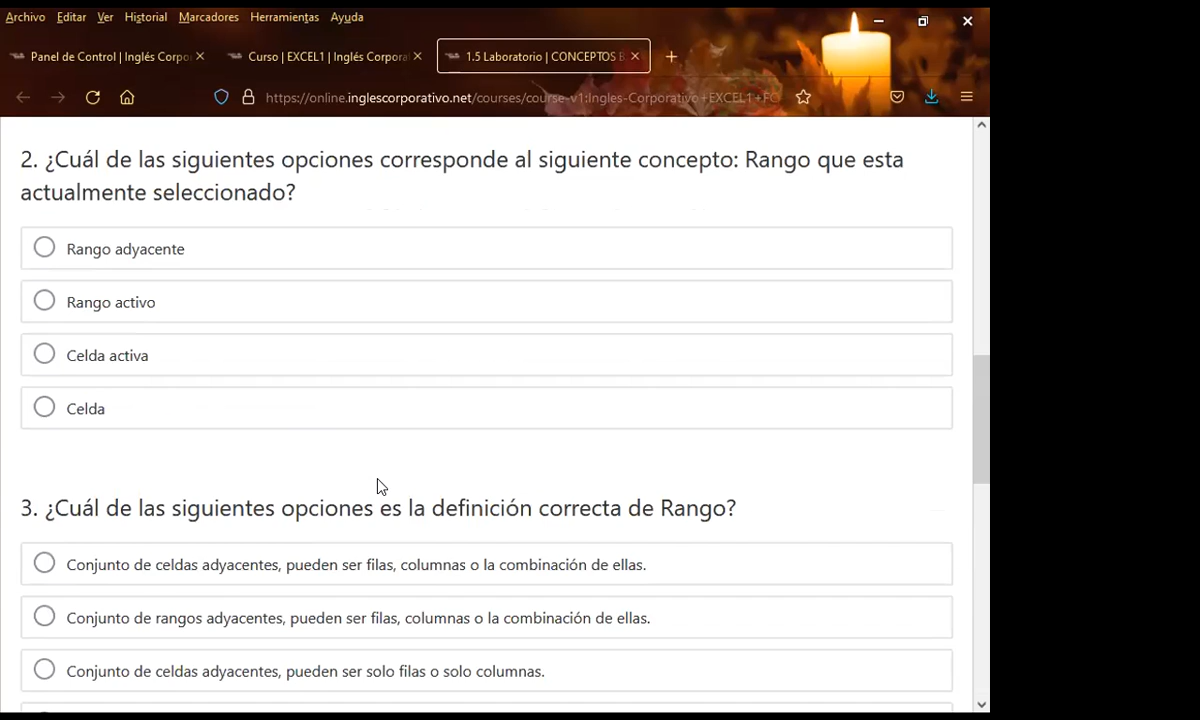 Archivo Editar Ver Historial Marcadores Herramientas Ayuda
Panel de Control | Inglés Corpo Curso | EXCEL1 | Inglés Corpora 1.5 Laboratorio | CONCEPTOS B
https://online.inglescorporativo.net/courses/course-v1:Ingles-Corporativo+EXCEL1+FC
2. ¿Cuál de las siguientes opciones corresponde al siguiente concepto: Rango que esta
actualmente seleccionado?
Rango adyacente
Rango activo
Celda activa
Celda
3. ¿Cuál de las siguientes opciones es la definición correcta de Rango?
Conjunto de celdas adyacentes, pueden ser filas, columnas o la combinación de ellas.
Conjunto de rangos adyacentes, pueden ser filas, columnas o la combinación de ellas.
Conjunto de celdas adyacentes, pueden ser solo filas o solo columnas.